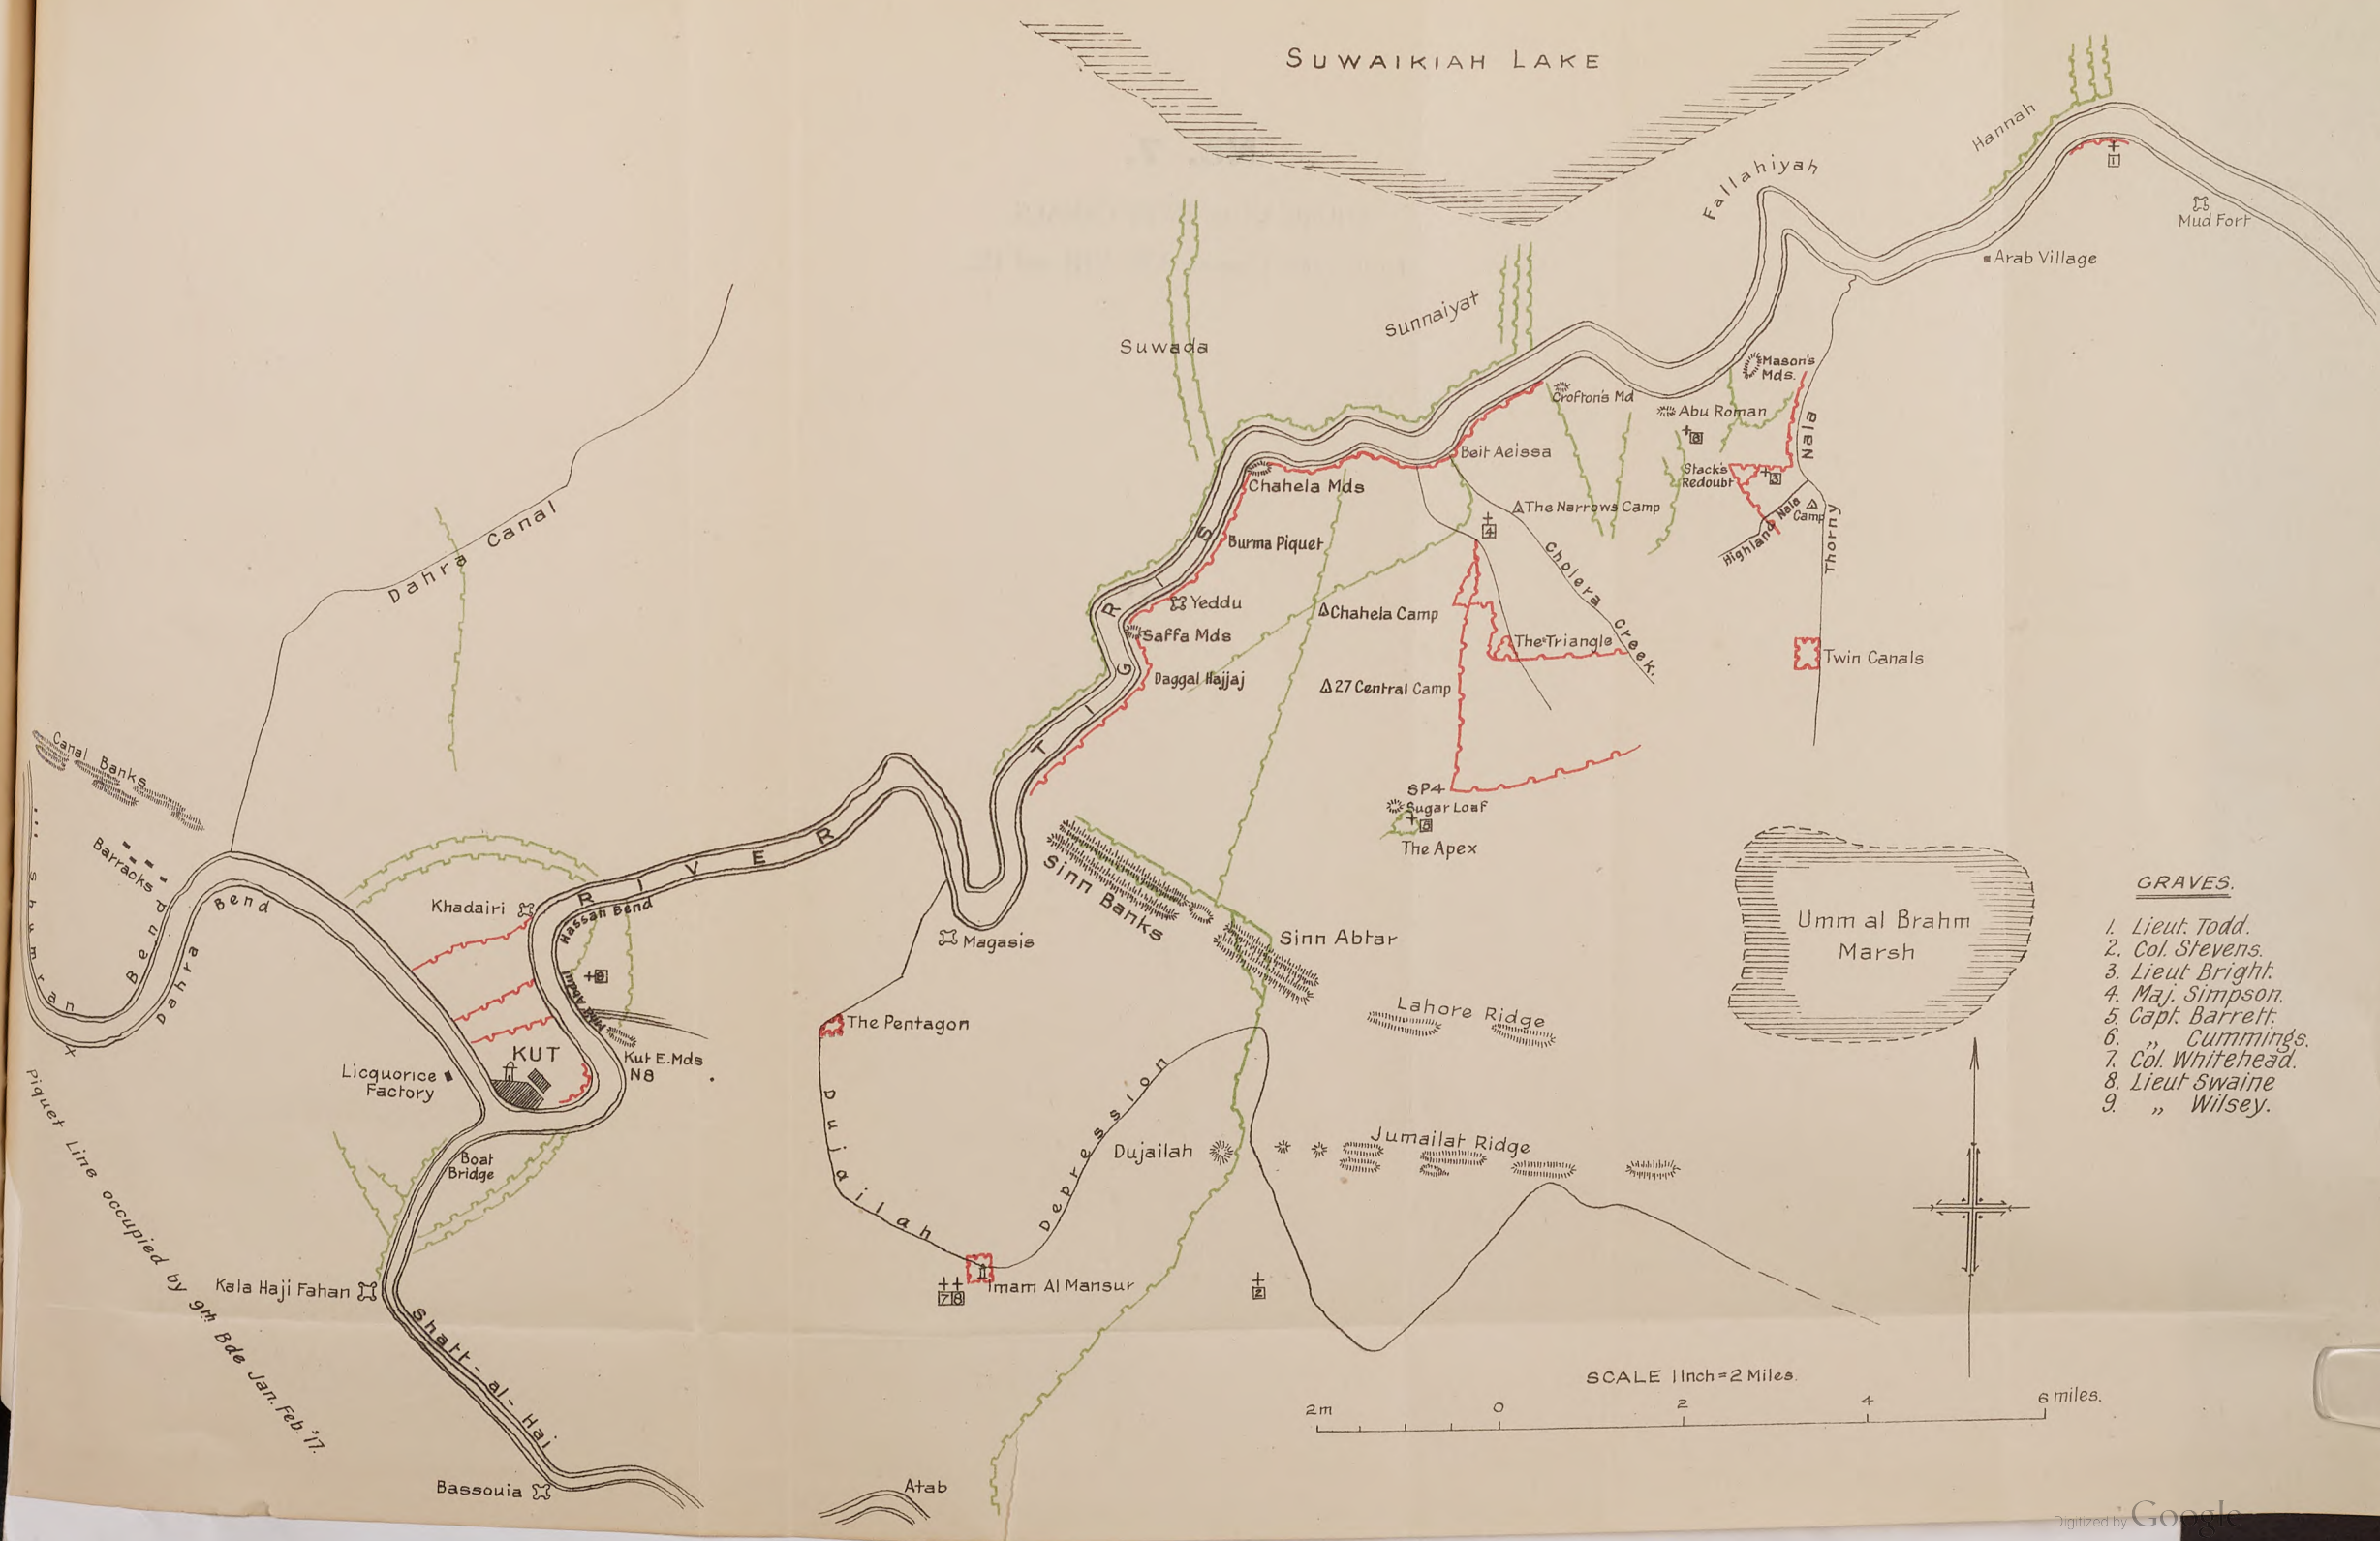 SUWAIKIAH LAKE
Hannah
1
Mud Fort
Fallahiyah
Arab Village
Sunnaiyat
Suwada
Mason's
Mds.
Crofton's Md
Abu Roman
Nala
Beit Aeissa
Stack's
Redoubt
3
Chahela Mds
The Narrows Camp
Camp
Highland Nala
Thorny
4
Burma Piquet
Cholera Creek.
Dahra Canal
Yeddu
Chahela Camp
Saffa Mds
The Triangle
Twin Canals
Daggal Hajjaj
27 Central Camp
RIVER TIGRIS
Canal Banks
SP4
Sugar Loaf
The Apex
Barracks
Sinn Banks
Shumran Bend
Dahra Bend
Khadairi
Hassan Bend
Magasis
Sinn Abtar
Umm al Brahm
Marsh
GRAVES.
1. Lieut. Todd.
2. Col. Stevens.
3. Lieut Bright.
4. Maj. Simpson.
5. Capt. Barrett.
6. „ Cummings.
7. Col. Whitehead.
8. Lieut Swaine
9. „ Wilsey.
Lahore Ridge
The Pentagon
KUT
Kut E. Mds
N8
Licquorice
Factory
Dujailah Depression
Dujailah
Jumailat Ridge
Boat
Bridge
Piquet Line occupied by 9th Bde Jan. Feb. '17.
Kala Haji Fahan
7 8
Imam Al Mansur
2
Shatt-al-Hai
SCALE 1 Inch = 2 Miles.
2m 0 2 4 6 miles.
Bassouia
Atab
Digitized by Google